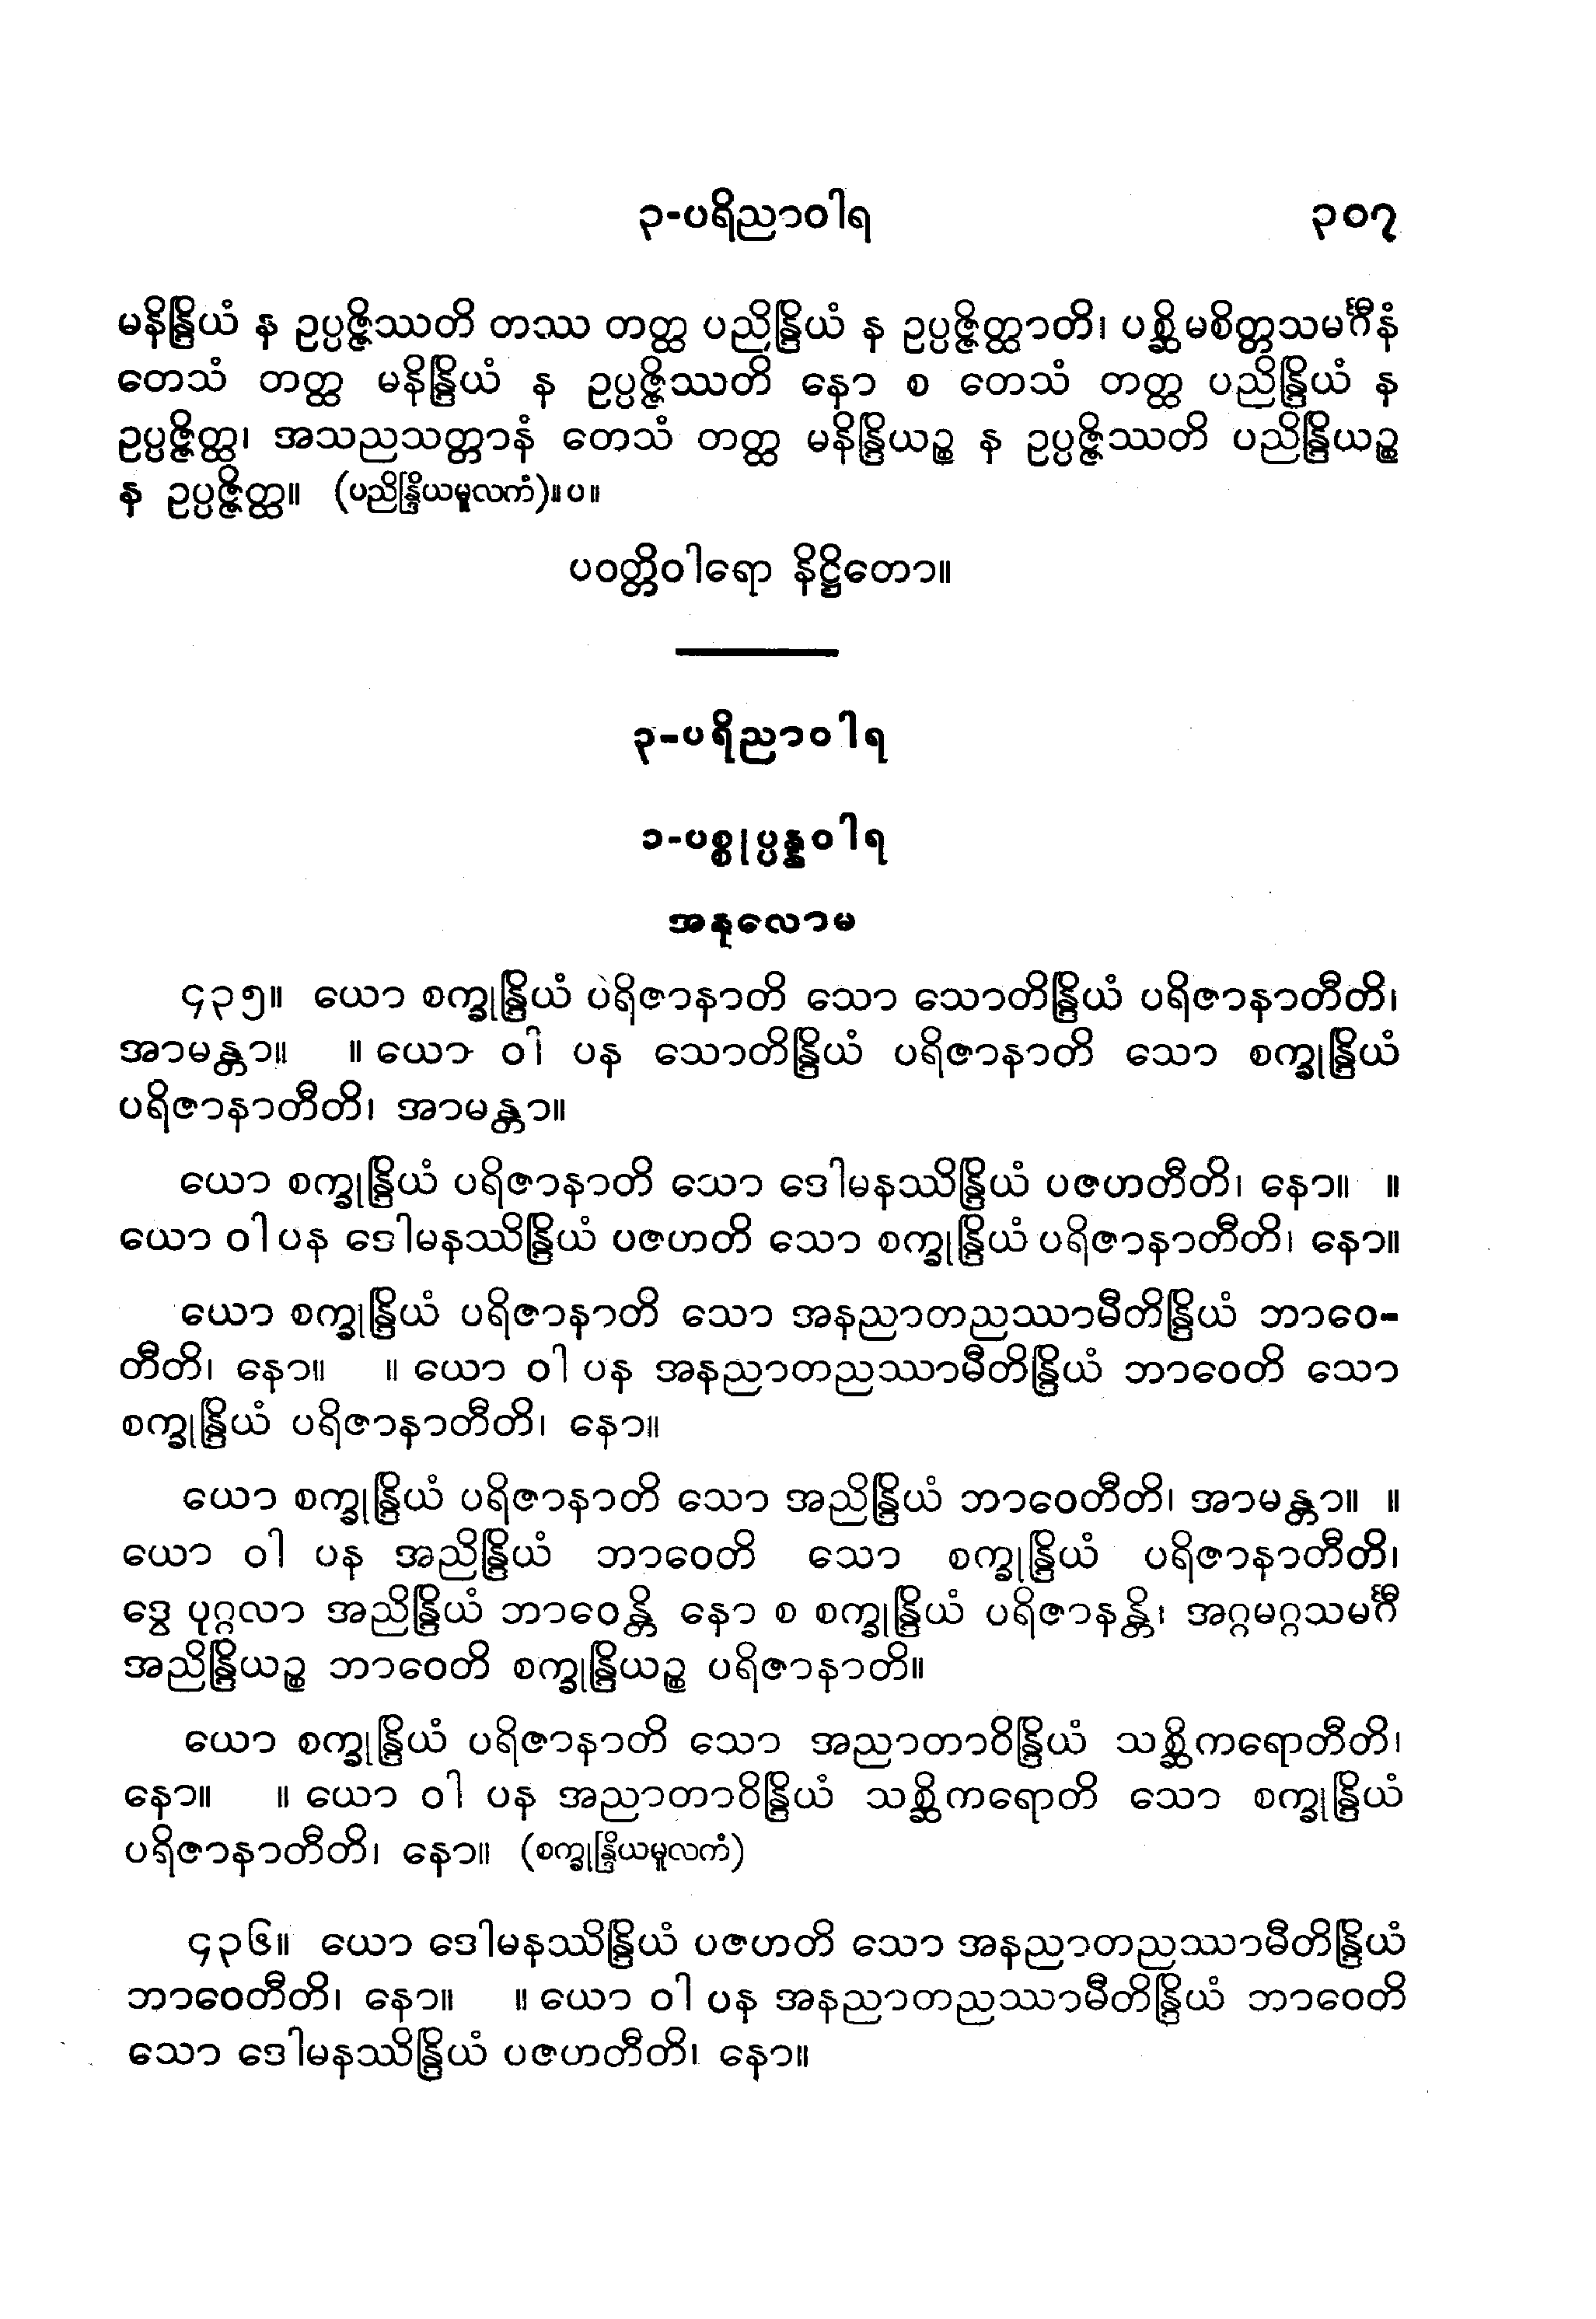 ၃-ပရိညာဝါရ ၃၀၇
မနိန္ဒြိယံ န ဥပ္ပဇ္ဇိဿတိ တဿ တတ္ထ ပညိန္ဒြိယံ န ဥပ္ပဇ္ဇိတ္ထာတိ၊ ပစ္ဆိမစိတ္တသမင်္ဂီနံ
တေသံ တတ္ထ မနိန္ဒြိယံ န ဥပ္ပဇ္ဇိဿတိ နော စ တေသံ တတ္ထ ပညိန္ဒြိယံ န
ဥပ္ပဇ္ဇိတ္ထ၊ အသညသတ္တာနံ တေသံ တတ္ထ မနိန္ဒြိယဉ္စ န ဥပ္ပဇ္ဇိဿတိ ပညိန္ဒြိယဉ္စ
န ဥပ္ပဇ္ဇိတ္ထ။ (ပညိန္ဒြိယမူလကံ)။ပ။
ပဝတ္တိဝါရော နိဋ္ဌိတော။
၃-ပရိညာဝါရ
၁-ပစ္စုပ္ပန္နဝါရ
အနုလောမ
၄၃၅။ ယော စက္ခုန္ဒြိယံ ပရိဇာနာတိ သော သောတိန္ဒြိယံ ပရိဇာနာတီတိ၊
အာမန္တာ။ ။ ယော ဝါ ပန သောတိန္ဒြိယံ ပရိဇာနာတိ သော စက္ခုန္ဒြိယံ
ပရိဇာနာတီတိ၊ အာမန္တာ။
ယော စက္ခုန္ဒြိယံ ပရိဇာနာတိ သော ဒေါမနဿိန္ဒြိယံ ပဇဟတီတိ၊ နော။ ။
ယော ဝါ ပန ဒေါမနဿိန္ဒြိယံ ပဇဟတိ သော စက္ခုန္ဒြိယံ ပရိဇာနာတီတိ၊ နော။
ယော စက္ခုန္ဒြိယံ ပရိဇာနာတိ သော အနညာတညဿာမီတိန္ဒြိယံ ဘာဝေ-
တီတိ၊ နော။ ။ ယော ဝါ ပန အနညာတညဿာမီတိန္ဒြိယံ ဘာဝေတိ သော
စက္ခုန္ဒြိယံ ပရိဇာနာတီတိ၊ နော။
ယော စက္ခုန္ဒြိယံ ပရိဇာနာတိ သော အညိန္ဒြိယံ ဘာဝေတီတိ၊ အာမန္တာ။ ။
ယော ဝါ ပန အညိန္ဒြိယံ ဘာဝေတိ သော စက္ခုန္ဒြိယံ ပရိဇာနာတီတိ၊
ဒွေ ပုဂ္ဂလာ အညိန္ဒြိယံ ဘာဝေန္တိ နော စ စက္ခုန္ဒြိယံ ပရိဇာနန္တိ၊ အဂ္ဂမဂ္ဂသမင်္ဂီ
အညိန္ဒြိယဉ္စ ဘာဝေတိ စက္ခုန္ဒြိယဉ္စ ပရိဇာနာတိ။
ယော စက္ခုန္ဒြိယံ ပရိဇာနာတိ သော အညာတာဝိန္ဒြိယံ သစ္ဆိကရောတီတိ၊
နော။ ။ ယော ဝါ ပန အညာတာဝိန္ဒြိယံ သစ္ဆိကရောတိ သော စက္ခုန္ဒြိယံ
ပရိဇာနာတီတိ၊ နော။ (စက္ခုန္ဒြိယမူလကံ)
၄၃၆။ ယော ဒေါမနဿိန္ဒြိယံ ပဇဟတိ သော အနညာတညဿာမီတိန္ဒြိယံ
ဘာဝေတီတိ၊ နော။ ။ ယော ဝါ ပန အနညာတညဿာမီတိန္ဒြိယံ ဘာဝေတိ
သော ဒေါမနဿိန္ဒြိယံ ပဇဟတီတိ၊ နော။